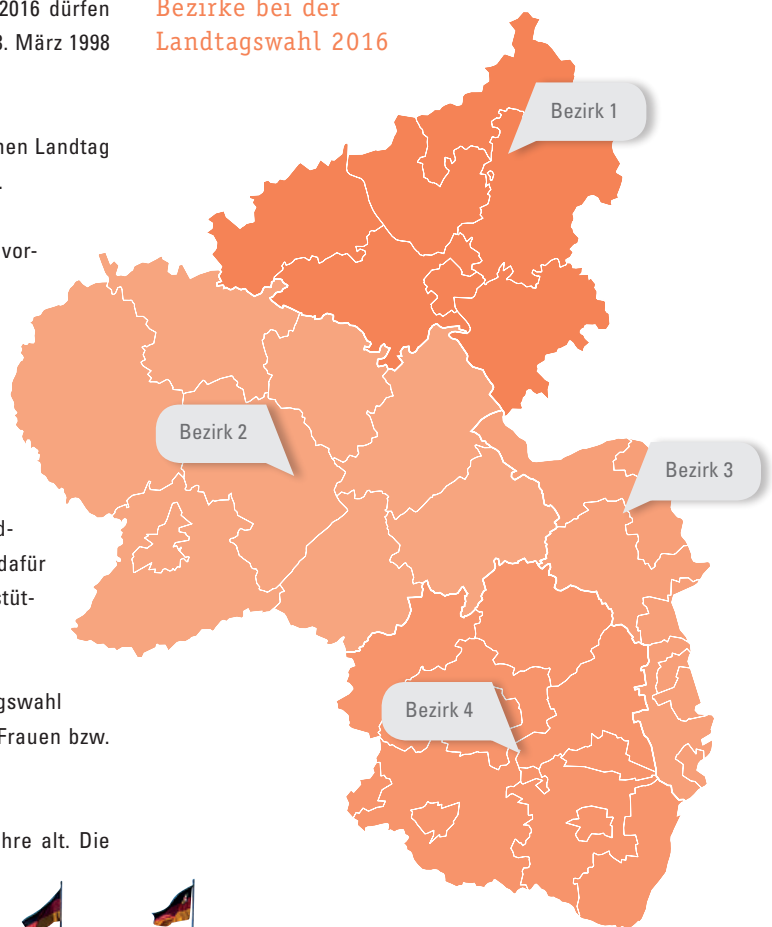 2016 dürfen
3. März 1998
nen Landtag
.
vor-
d-
dafür
stüt-
gswahl
Frauen bzw.
hre alt. Die
Bezirke bei der
Landtagswahl 2016
Bezirk 1
Bezirk 2
Bezirk 3
Bezirk 4